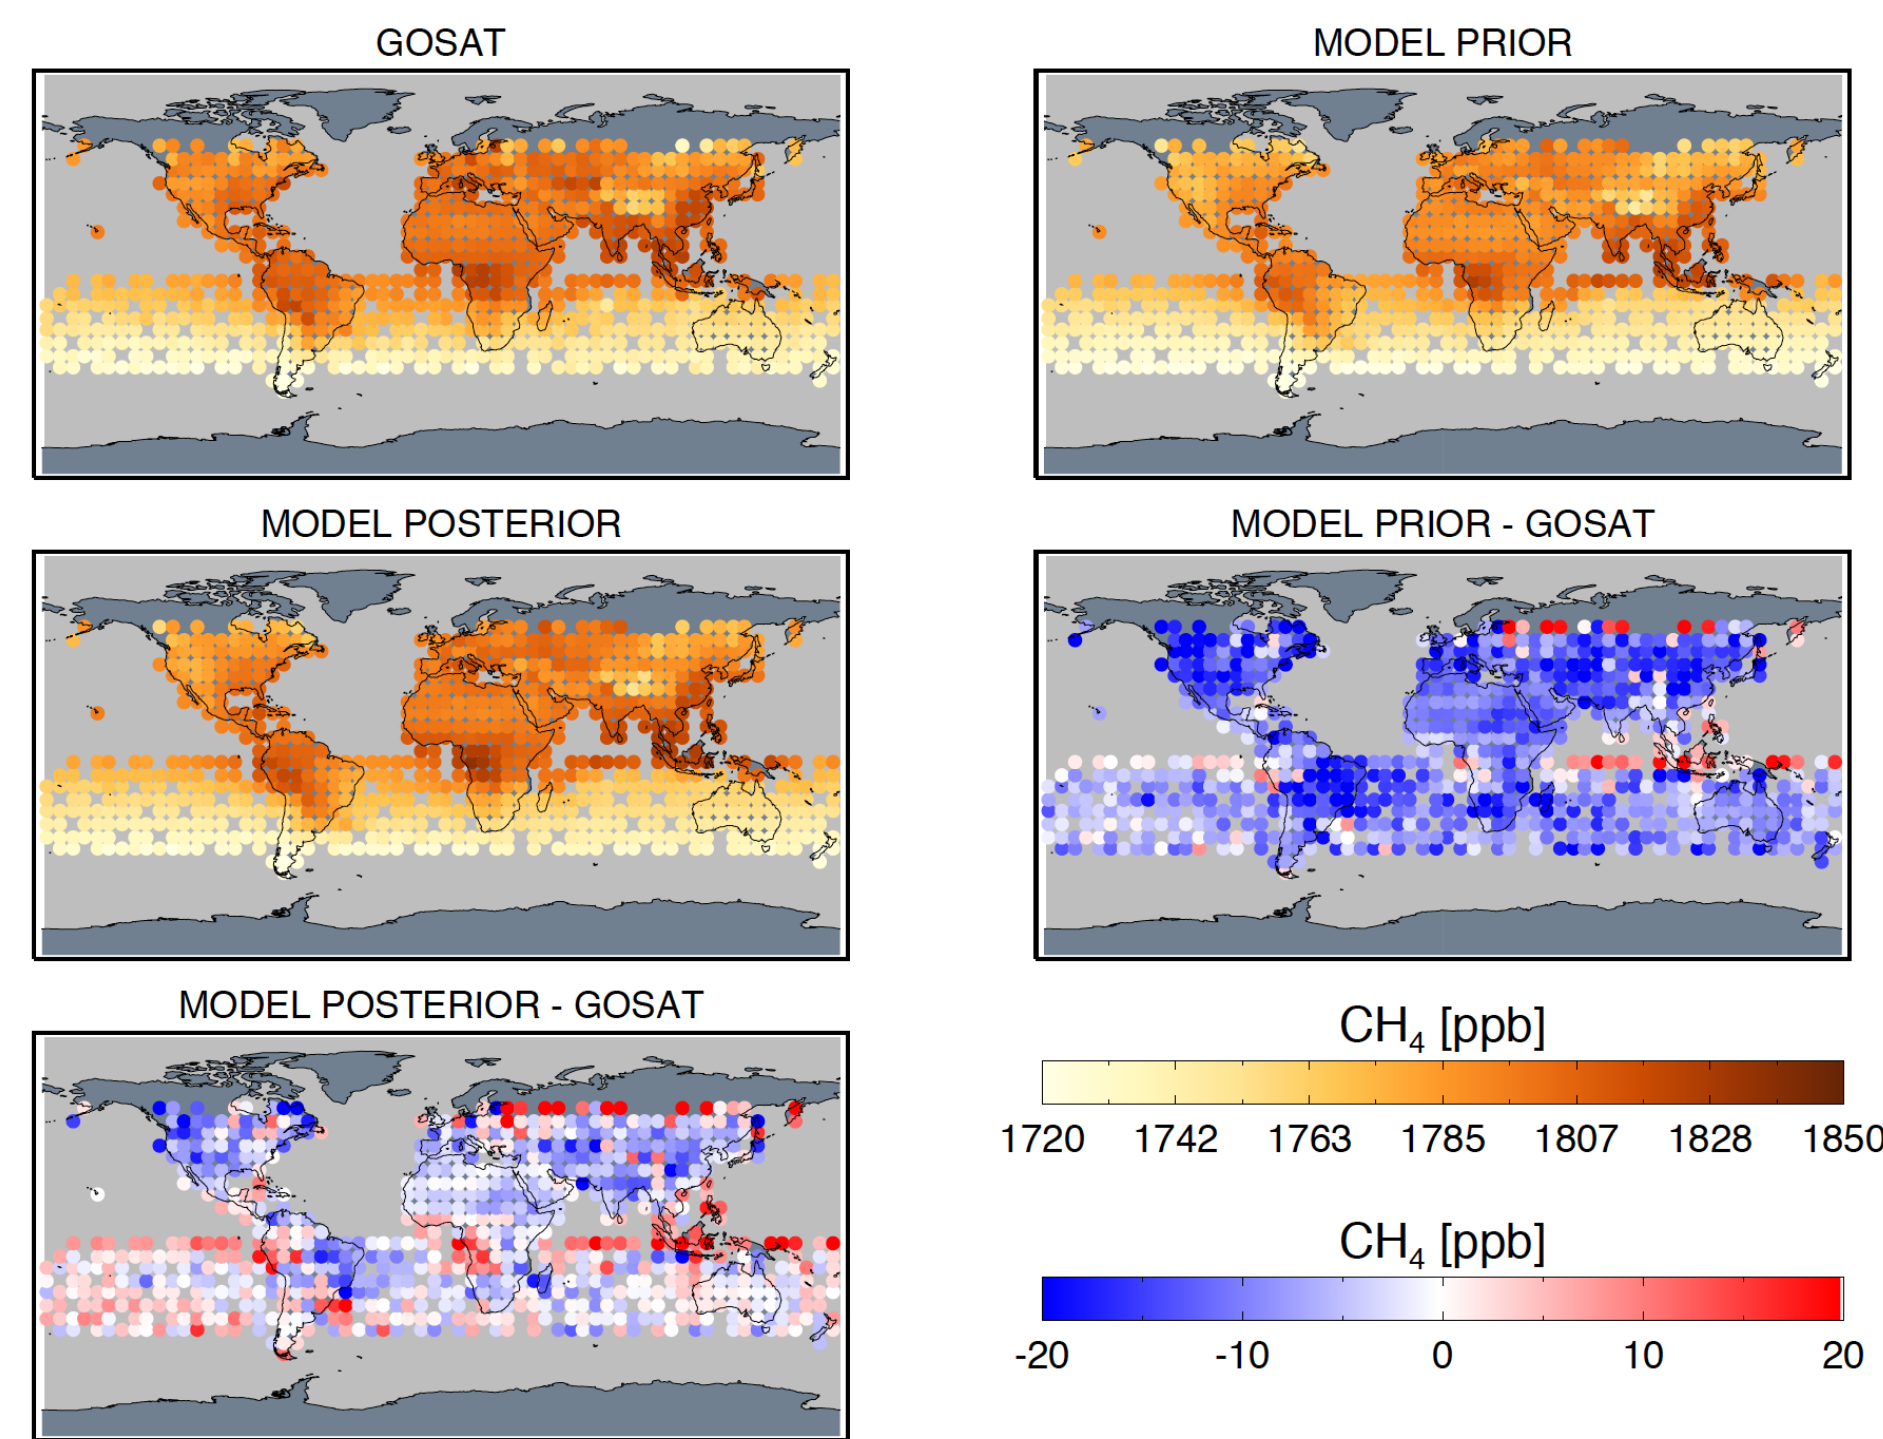 GOSAT
MODEL PRIOR
MODEL POSTERIOR
MODEL PRIOR - GOSAT
MODEL POSTERIOR - GOSAT
CH₄ [ppb]
1720 1742 1763 1785 1807 1828 1850
CH₄ [ppb]
-20 -10 0 10 20